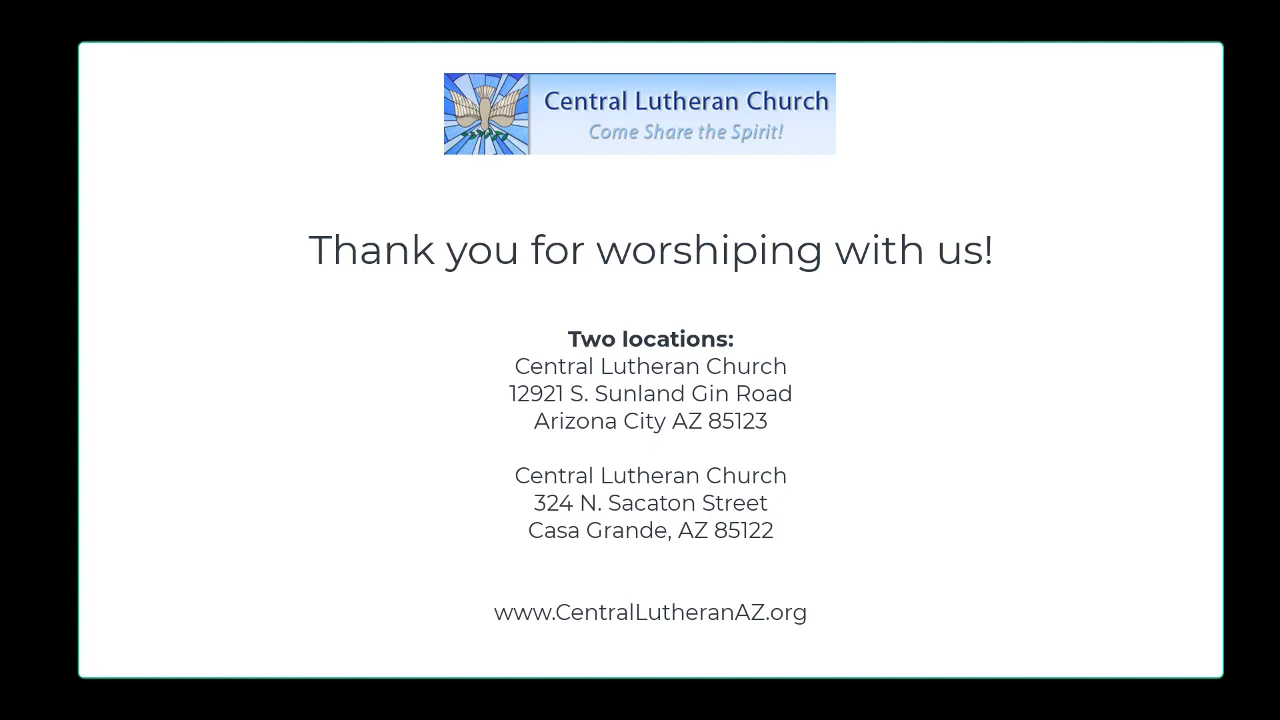 Central Lutheran Church
Come Share the Spirit!
Thank you for worshiping with us!
Two locations:
Central Lutheran Church
12921 S. Sunland Gin Road
Arizona City AZ 85123
Central Lutheran Church
324 N. Sacaton Street
Casa Grande, AZ 85122
www.CentralLutheranAZ.org